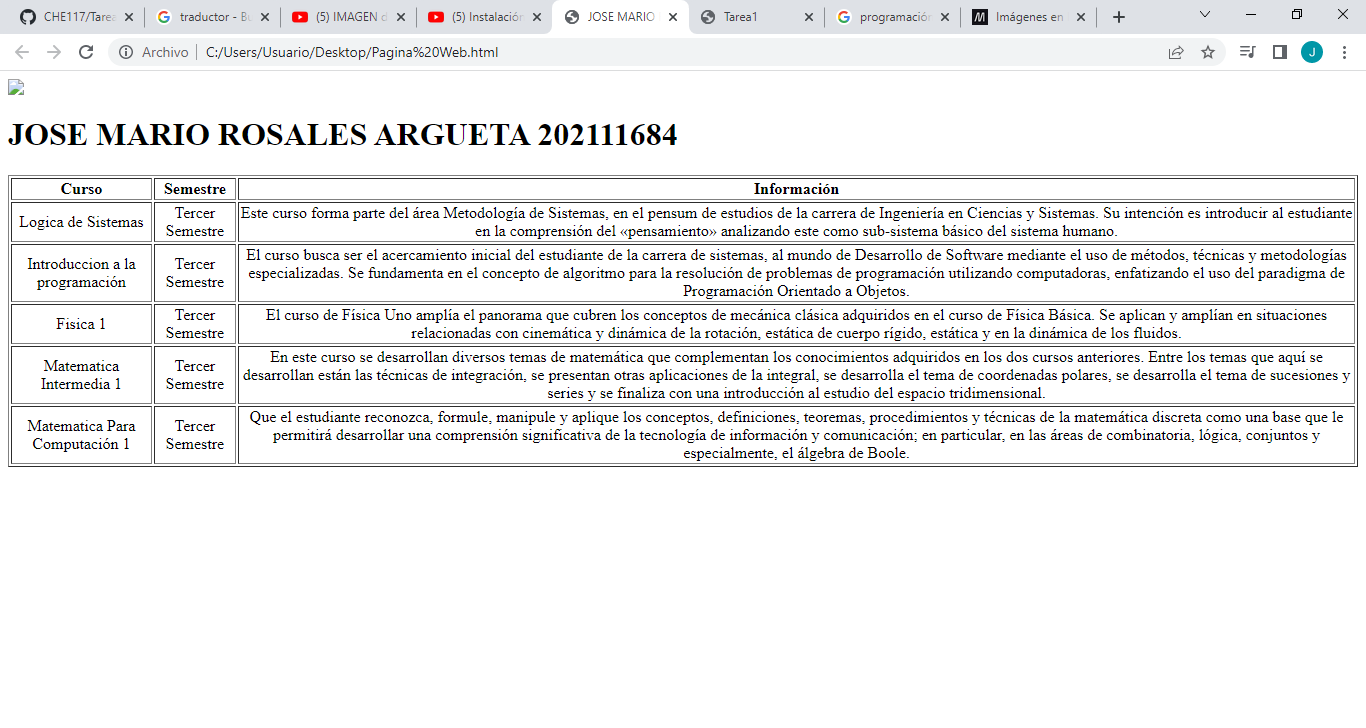 CHE117/Tarea
traductor - Bu
(5) IMAGEN d
(5) Instalación
JOSE MARIO
Tarea1
programación
Imágenes en
Archivo
C:/Users/Usuario/Desktop/Pagina%20Web.html
J
JOSE MARIO ROSALES ARGUETA 202111684
Curso
Semestre
Información
Logica de Sistemas
Tercer
Semestre
Este curso forma parte del área Metodología de Sistemas, en el pensum de estudios de la carrera de Ingeniería en Ciencias y Sistemas. Su intención es introducir al estudiante
en la comprensión del «pensamiento» analizando este como sub-sistema básico del sistema humano.
Introduccion a la
programación
Tercer
Semestre
El curso busca ser el acercamiento inicial del estudiante de la carrera de sistemas, al mundo de Desarrollo de Software mediante el uso de métodos, técnicas y metodologías
especializadas. Se fundamenta en el concepto de algoritmo para la resolución de problemas de programación utilizando computadoras, enfatizando el uso del paradigma de
Programación Orientado a Objetos.
Fisica 1
Tercer
Semestre
El curso de Física Uno amplía el panorama que cubren los conceptos de mecánica clásica adquiridos en el curso de Física Básica. Se aplican y amplían en situaciones
relacionadas con cinemática y dinámica de la rotación, estática de cuerpo rígido, estática y en la dinámica de los fluidos.
Matematica
Intermedia 1
Tercer
Semestre
En este curso se desarrollan diversos temas de matemática que complementan los conocimientos adquiridos en los dos cursos anteriores. Entre los temas que aquí se
desarrollan están las técnicas de integración, se presentan otras aplicaciones de la integral, se desarrolla el tema de coordenadas polares, se desarrolla el tema de sucesiones y
series y se finaliza con una introducción al estudio del espacio tridimensional.
Matematica Para
Computación 1
Tercer
Semestre
Que el estudiante reconozca, formule, manipule y aplique los conceptos, definiciones, teoremas, procedimientos y técnicas de la matemática discreta como una base que le
permitirá desarrollar una comprensión significativa de la tecnología de información y comunicación; en particular, en las áreas de combinatoria, lógica, conjuntos y
especialmente, el álgebra de Boole.